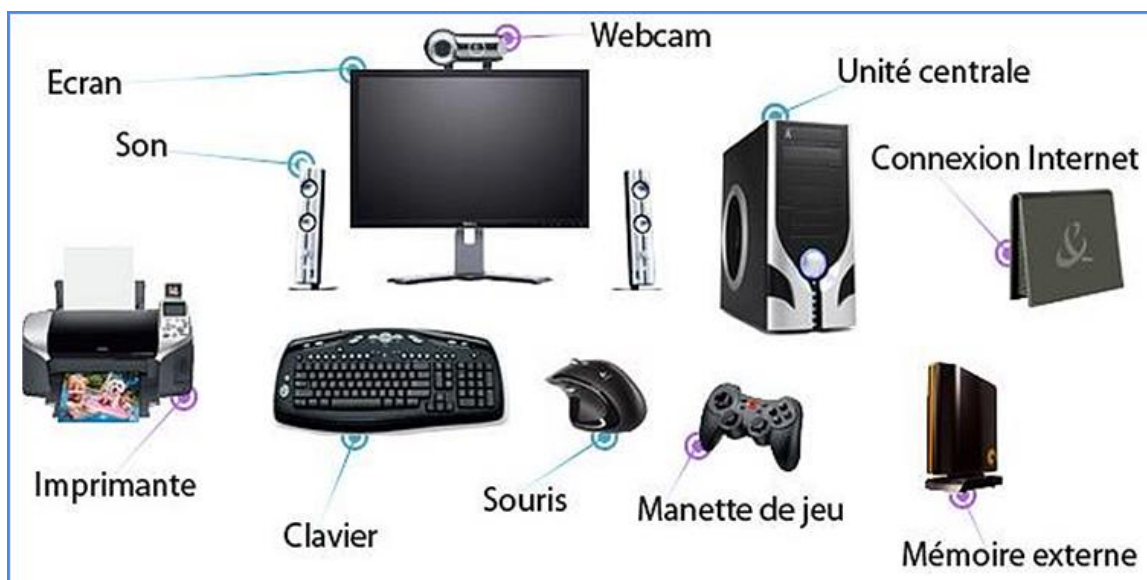 Webcam
Ecran
Unité centrale
Son
Connexion Internet
Imprimante
Clavier
Souris
Manette de jeu
Mémoire externe